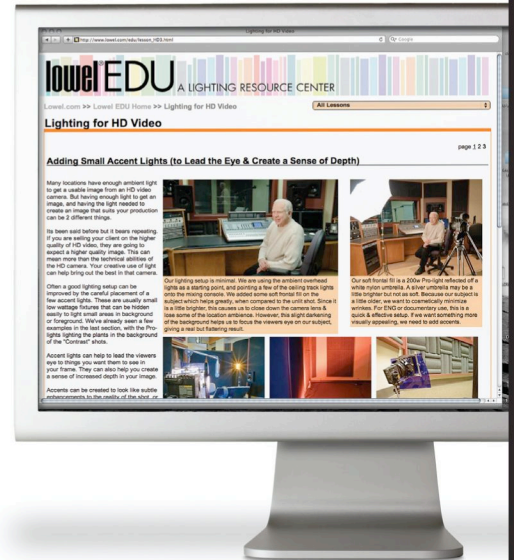 Lighting for HD Video
http://www.lowel.com/edu/lesson_HD3.html
Google
lowel EDU A LIGHTING RESOURCE CENTER
Lowel.com >> Lowel EDU Home >> Lighting for HD Video
All Lessons
Lighting for HD Video
page 1 2 3
Adding Small Accent Lights (to Lead the Eye & Create a Sense of Depth)
Many locations have enough ambient light
to get a usable image from an HD video
camera. But having enough light to get an
image, and having the light needed to
create an image that suits your production
can be 2 different things.
Its been said before but it bears repeating.
If you are selling your client on the higher
quality of HD video, they are going to
expect a higher quality image. This can
mean more than the technical abilities of
the HD camera. Your creative use of light
can help bring out the best in that camera.
Often a good lighting setup can be
improved by the careful placement of a
few accent lights. These are usually small
low wattage fixtures that can be hidden
easily to light small areas in background
or foreground. We've already seen a few
examples in the last section, with the Pro-
lights lighting the plants in the background
of the "Contrast" shots.
Accent lights can help to lead the viewers
eye to things you want them to see in
your frame. They can also help you create
a sense of increased depth in your image.
Accents can be created to look like subtle
enhancements to the reality of the shot, or
Our lighting setup is minimal. We are using the ambient overhead
lights as a starting point, and pointing a few of the ceiling track lights
onto the mixing console. We added some soft frontal fill on the
subject which helps greatly, when compared to the unlit shot. Since it
is a little brighter, this causes us to close down the camera lens &
lose some of the location ambience. However, this slight darkening
of the background helps us to focus the viewers eye on our subject,
giving a real but flattering result.
Our soft frontal fill is a 200w Pro-light reflected off a
white nylon umbrella. A silver umbrella may be a
little brighter but not as soft. Because our subject is
a little older, we want to cosmetically minimize
wrinkes. For ENG or documentary use, this is a
quick & effective setup. If we want something more
visually appealing, we need to add accents.